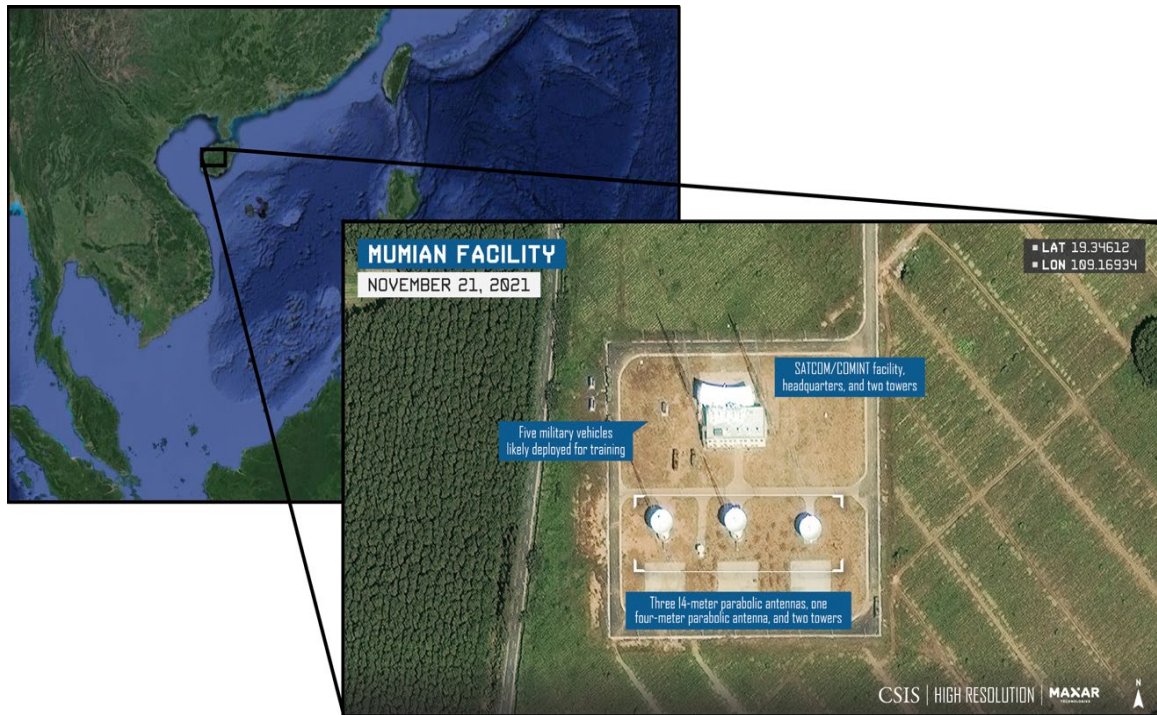 MUMIAN FACILITY
NOVEMBER 21, 2021
LAT 19.34612
LON 109.16934
SATCOM/COMINT facility,
headquarters, and two towers
Five military vehicles
likely deployed for training
Three 14-meter parabolic antennas, one
four-meter parabolic antenna, and two towers
CSIS | HIGH RESOLUTION | MAXAR
TECHNOLOGIES
N